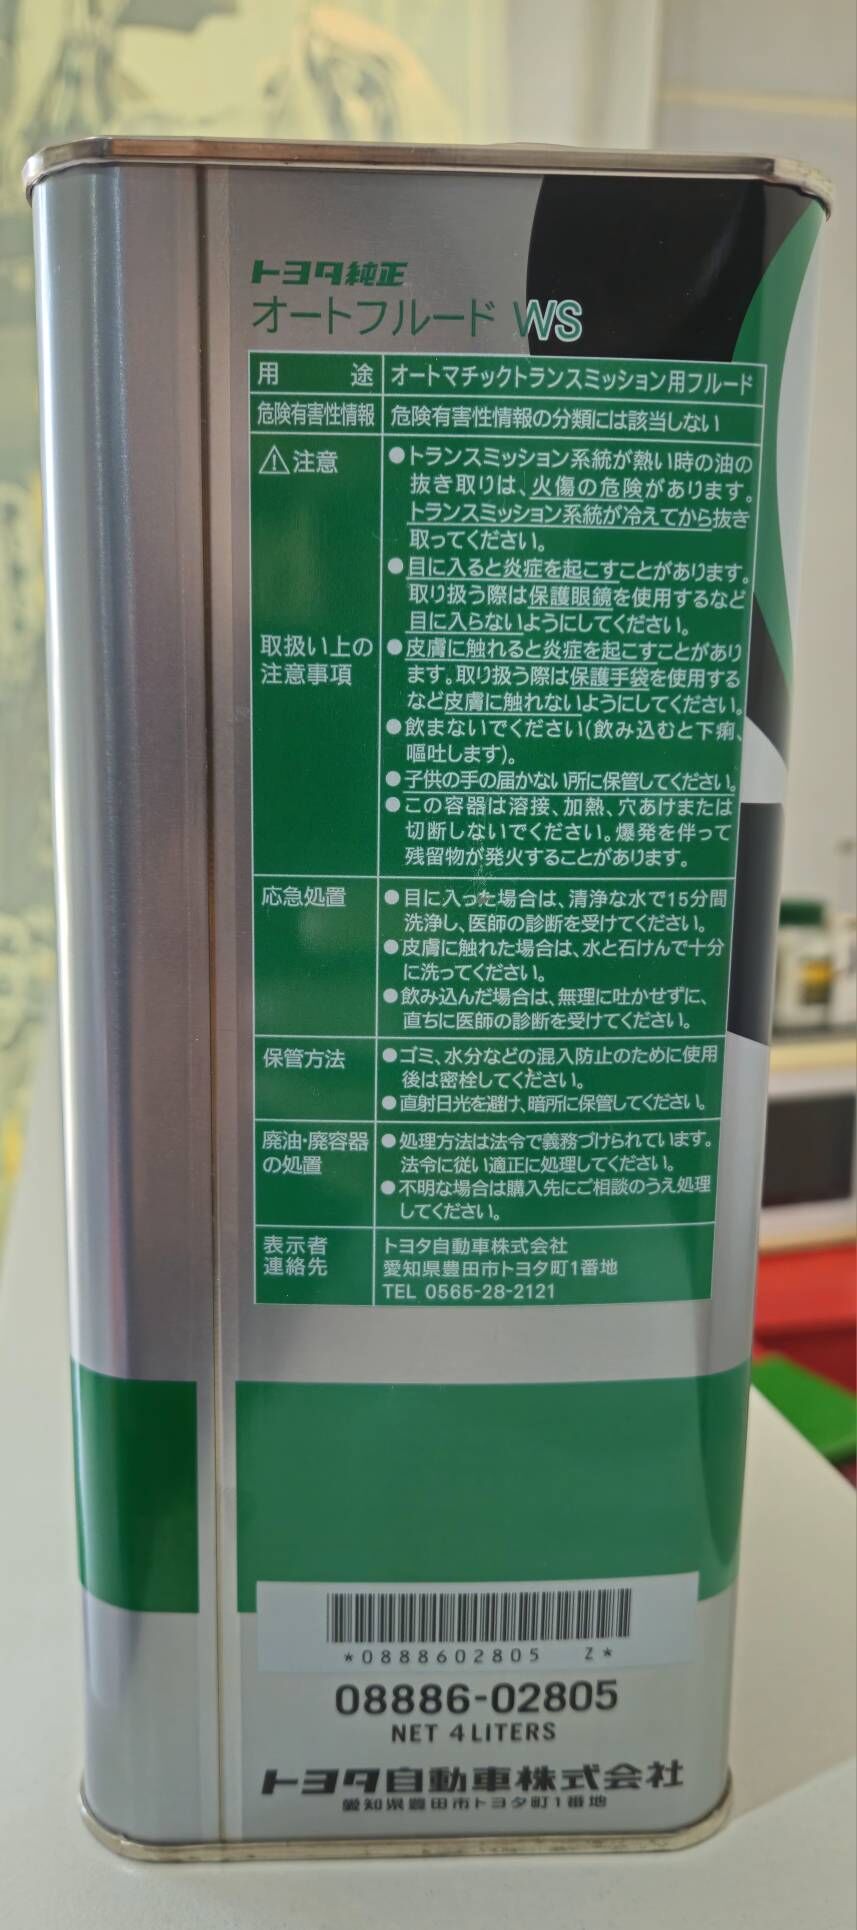 トヨタ純正
オートフルード WS
用 途 オートマチックトランスミッション用フルード
危険有害性情報 危険有害性情報の分類には該当しない
⚠注意
取扱い上の
注意事項
●トランスミッション系統が熱い時の油の
抜き取りは、火傷の危険があります。
トランスミッション系統が冷えてから抜き
取ってください。
●目に入ると炎症を起こすことがあります。
取り扱う際は保護眼鏡を使用するなど
目に入らないようにしてください。
●皮膚に触れると炎症を起こすことがあり
ます。取り扱う際は保護手袋を使用する
など皮膚に触れないようにしてください。
●飲まないでください(飲み込むと下痢、
嘔吐します)。
●子供の手の届かない所に保管してください。
●この容器は溶接、加熱、穴あけまたは
切断しないでください。爆発を伴って
残留物が発火することがあります。
応急処置
●目に入った場合は、清浄な水で15分間
洗浄し、医師の診断を受けてください。
●皮膚に触れた場合は、水と石けんで十分
に洗ってください。
●飲み込んだ場合は、無理に吐かせずに、
直ちに医師の診断を受けてください。
保管方法
●ゴミ、水分などの混入防止のために使用
後は密栓してください。
●直射日光を避け、暗所に保管してください。
廃油・廃容器
の処置
●処理方法は法令で義務づけられています。
法令に従い適正に処理してください。
●不明な場合は購入先にご相談のうえ処理
してください。
表示者
連絡先
トヨタ自動車株式会社
愛知県豊田市トヨタ町1番地
TEL 0565-28-2121
*0888602805 Z*
08886-02805
NET 4 LITERS
トヨタ自動車株式会社
愛知県豊田市トヨタ町1番地